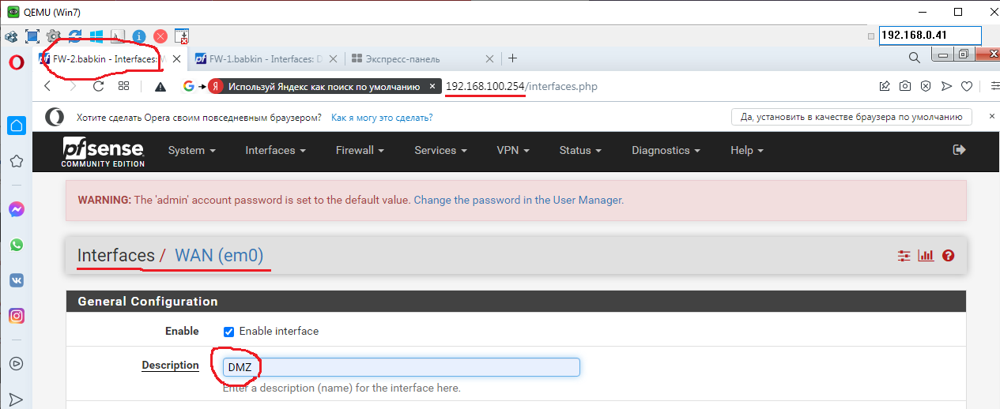 QEMU (Win7)
192.168.0.41
FW-2.babkin - Interfaces: W
FW-1.babkin - Interfaces: D
Экспресс-панель
Используй Яндекс как поиск по умолчанию
192.168.100.254/interfaces.php
Хотите сделать Opera своим повседневным браузером? Как я могу это сделать?
Да, установить в качестве браузера по умолчанию
pfsense
COMMUNITY EDITION
System Interfaces Firewall Services VPN Status Diagnostics Help
WARNING: The 'admin' account password is set to the default value. Change the password in the User Manager.
Interfaces / WAN (em0)
General Configuration
Enable Enable interface
Description DMZ
Enter a description (name) for the interface here.